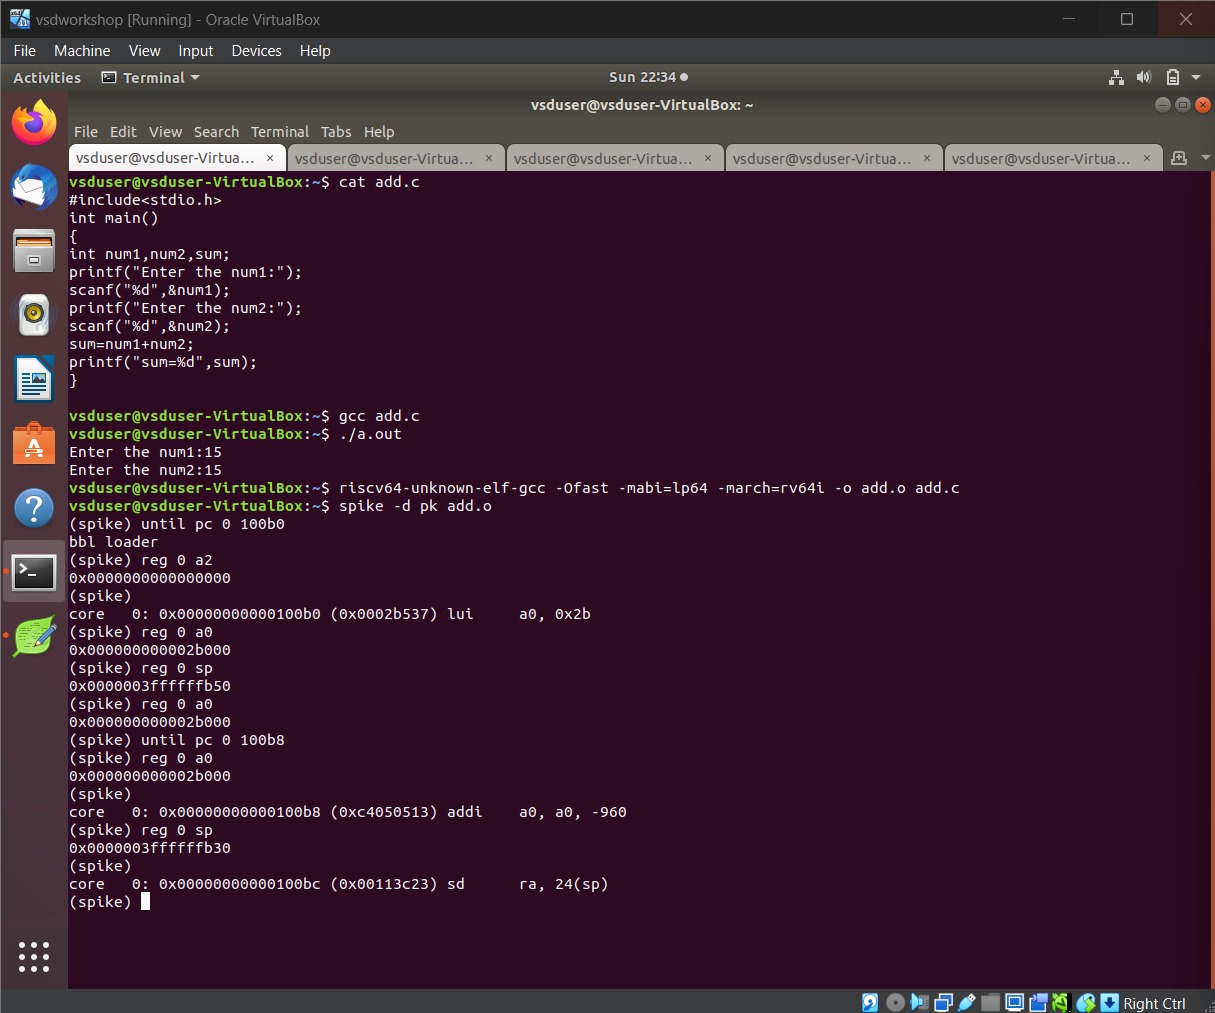 vsdworkshop [Running] - Oracle VirtualBox
File Machine View Input Devices Help
Activities Terminal Sun 22:34
vsduser@vsduser-VirtualBox: ~
File Edit View Search Terminal Tabs Help
vsduser@vsduser-Virtua... × vsduser@vsduser-Virtua... × vsduser@vsduser-Virtua... × vsduser@vsduser-Virtua... × vsduser@vsduser-Virtua... ×
vsduser@vsduser-VirtualBox:~$ cat add.c
#include<stdio.h>
int main()
{
int num1,num2,sum;
printf("Enter the num1:");
scanf("%d",&num1);
printf("Enter the num2:");
scanf("%d",&num2);
sum=num1+num2;
printf("sum=%d",sum);
}
vsduser@vsduser-VirtualBox:~$ gcc add.c
vsduser@vsduser-VirtualBox:~$ ./a.out
Enter the num1:15
Enter the num2:15
vsduser@vsduser-VirtualBox:~$ riscv64-unknown-elf-gcc -Ofast -mabi=lp64 -march=rv64i -o add.o add.c
vsduser@vsduser-VirtualBox:~$ spike -d pk add.o
(spike) until pc 0 100b0
bbl loader
(spike) reg 0 a2
0x0000000000000000
(spike)
core   0: 0x00000000000100b0 (0x0002b537) lui     a0, 0x2b
(spike) reg 0 a0
0x000000000002b000
(spike) reg 0 sp
0x0000003ffffffb50
(spike) reg 0 a0
0x000000000002b000
(spike) until pc 0 100b8
(spike) reg 0 a0
0x000000000002b000
(spike)
core   0: 0x00000000000100b8 (0xc4050513) addi    a0, a0, -960
(spike) reg 0 sp
0x0000003ffffffb30
(spike)
core   0: 0x00000000000100bc (0x00113c23) sd      ra, 24(sp)
(spike)
Right Ctrl